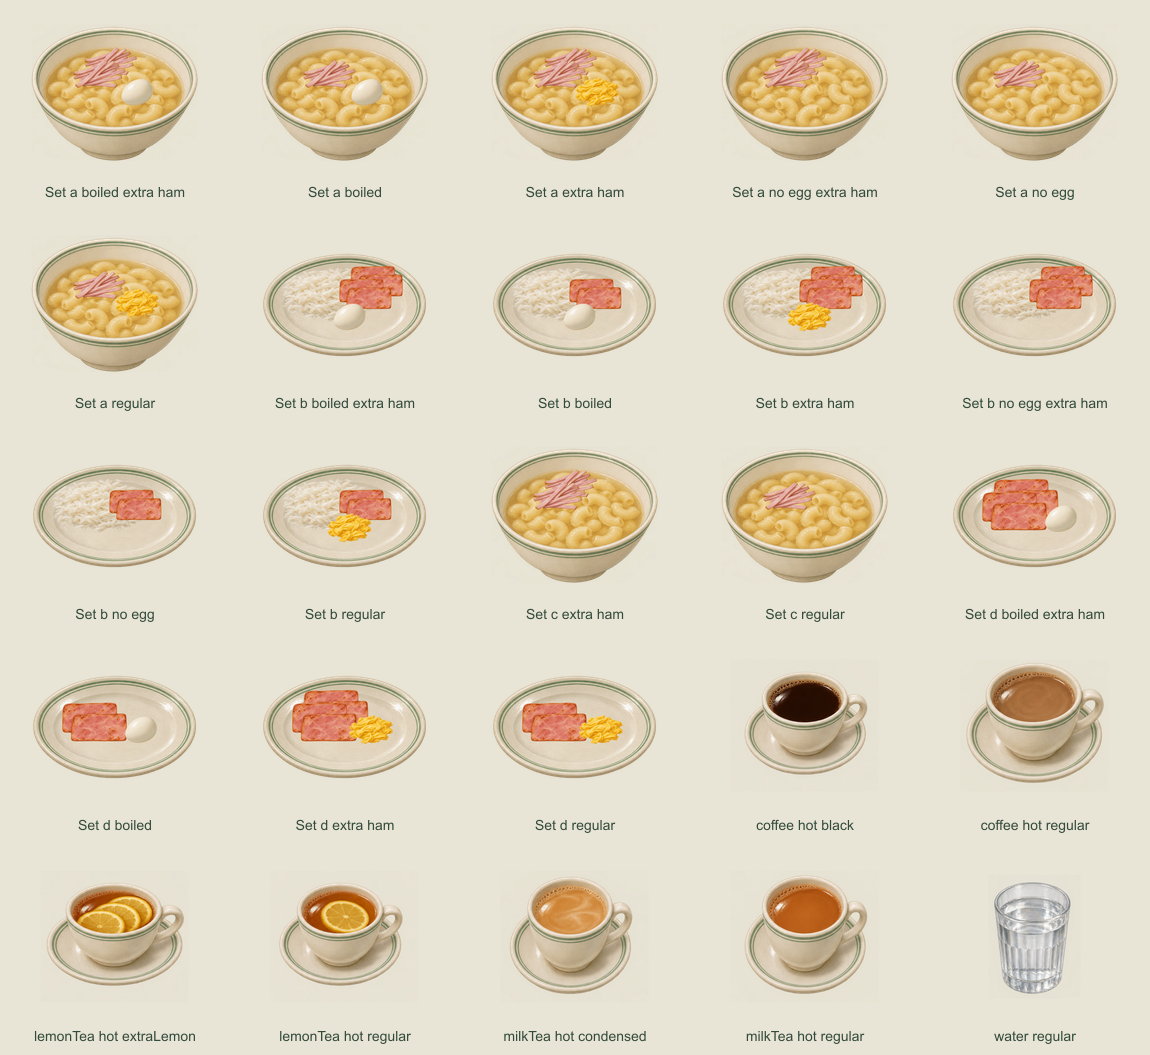 Set a boiled extra ham
Set a boiled
Set a extra ham
Set a no egg extra ham
Set a no egg
Set a regular
Set b boiled extra ham
Set b boiled
Set b extra ham
Set b no egg extra ham
Set b no egg
Set b regular
Set c extra ham
Set c regular
Set d boiled extra ham
Set d boiled
Set d extra ham
Set d regular
coffee hot black
coffee hot regular
lemonTea hot extraLemon
lemonTea hot regular
milkTea hot condensed
milkTea hot regular
water regular